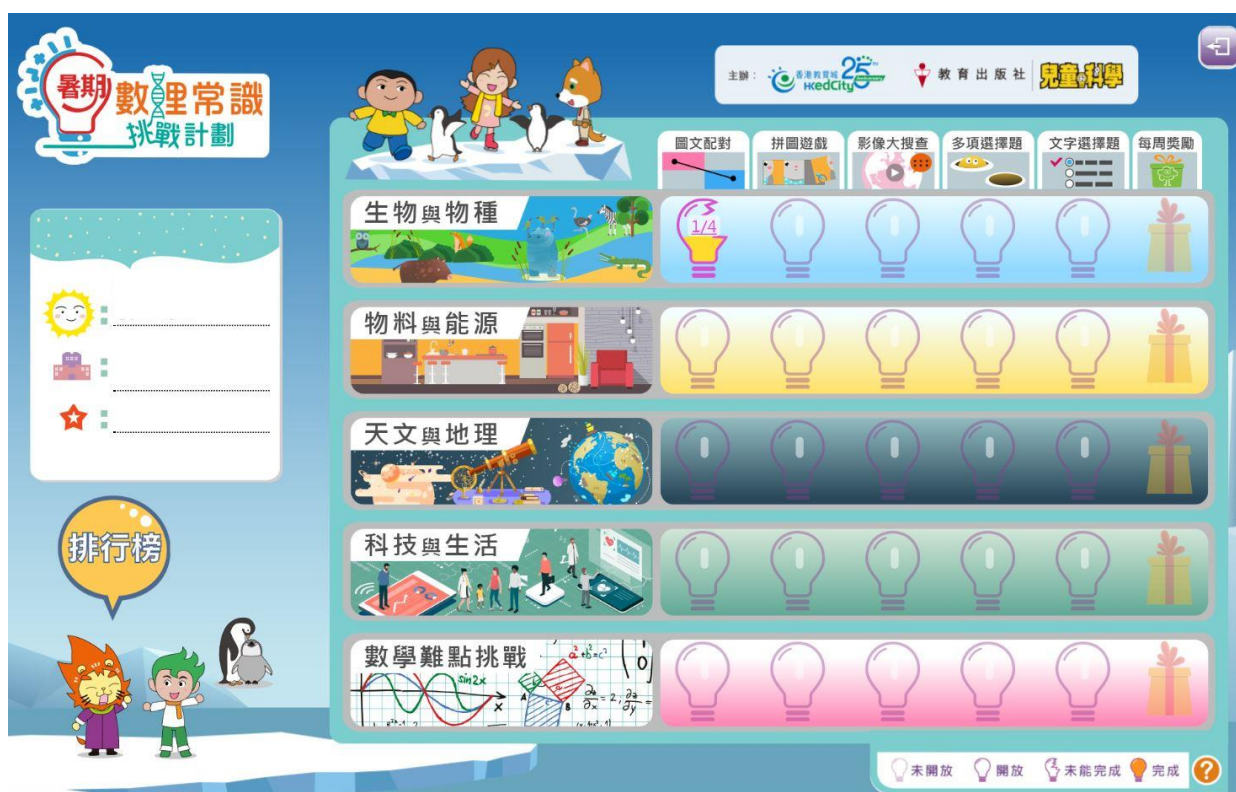 暑期
數理常識
挑戰計劃
主辦：
香港教育城
HKedCity
25
Anniversary
教育出版社
兒童的科學
圖文配對
拼圖遊戲
影像大搜查
多項選擇題
文字選擇題
每周獎勵
生物與物種
1/4
物料與能源
天文與地理
科技與生活
數學難點挑戰
a²+b²=c²
sin2x
x
A
B
排行榜
未開放
開放
未能完成
完成
?